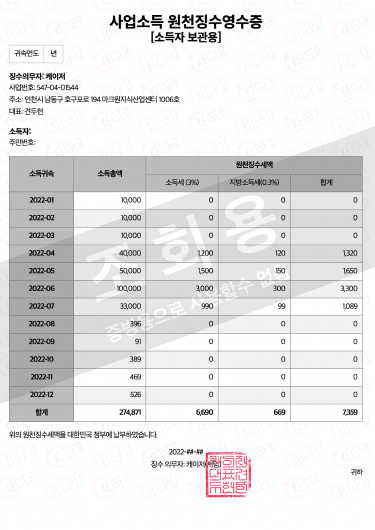 사업소득 원천징수영수증
[소득자 보관용]
귀속연도 년
징수의무자: 케이저
사업번호: 547-04-01544
주소: 인천시 남동구 호구포로 194 마크원지식산업센터 1006호
대표: 견두헌
소득자:
주민번호:
소득귀속 소득총액 원천징수세액
소득세 (3%) 지방소득세(0.3%) 합계
2022-01 10,000 0 0 0
2022-02 10,000 0 0 0
2022-03 10,000 0 0 0
2022-04 40,000 1,200 120 1,320
2022-05 50,000 1,500 150 1,650
2022-06 100,000 3,000 300 3,300
2022-07 33,000 990 99 1,089
2022-08 396 0 0 0
2022-09 91 0 0 0
2022-10 389 0 0 0
2022-11 469 0 0 0
2022-12 526 0 0 0
합계 274,871 6,690 669 7,359
조회용
증빙용으로 사용할수 없음
위의 원천징수세액을 대한민국 정부에 납부하였습니다.
2022-##-##
징수 의무자: 케이저(서명)
귀하